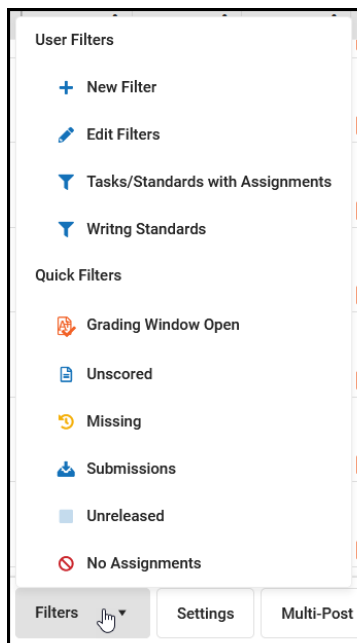 User Filters
New Filter
Edit Filters
Tasks/Standards with Assignments
Writng Standards
Quick Filters
Grading Window Open
Unscored
Missing
Submissions
Unreleased
No Assignments
Filters Settings Multi-Post